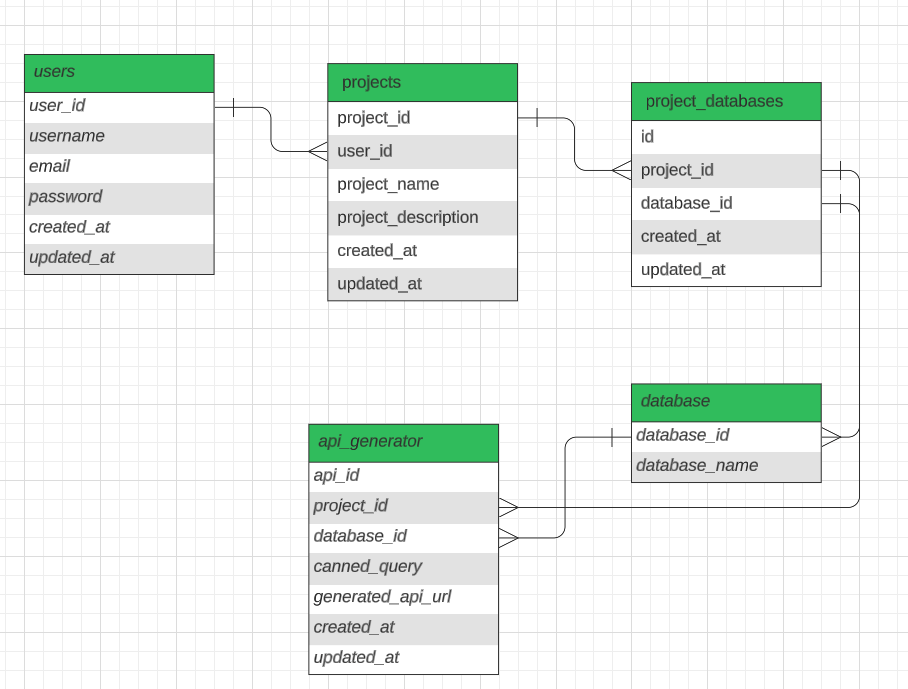 users
user_id
username
email
password
created_at
updated_at
projects
project_id
user_id
project_name
project_description
created_at
updated_at
project_databases
id
project_id
database_id
created_at
updated_at
database
database_id
database_name
api_generator
api_id
project_id
database_id
canned_query
generated_api_url
created_at
updated_at